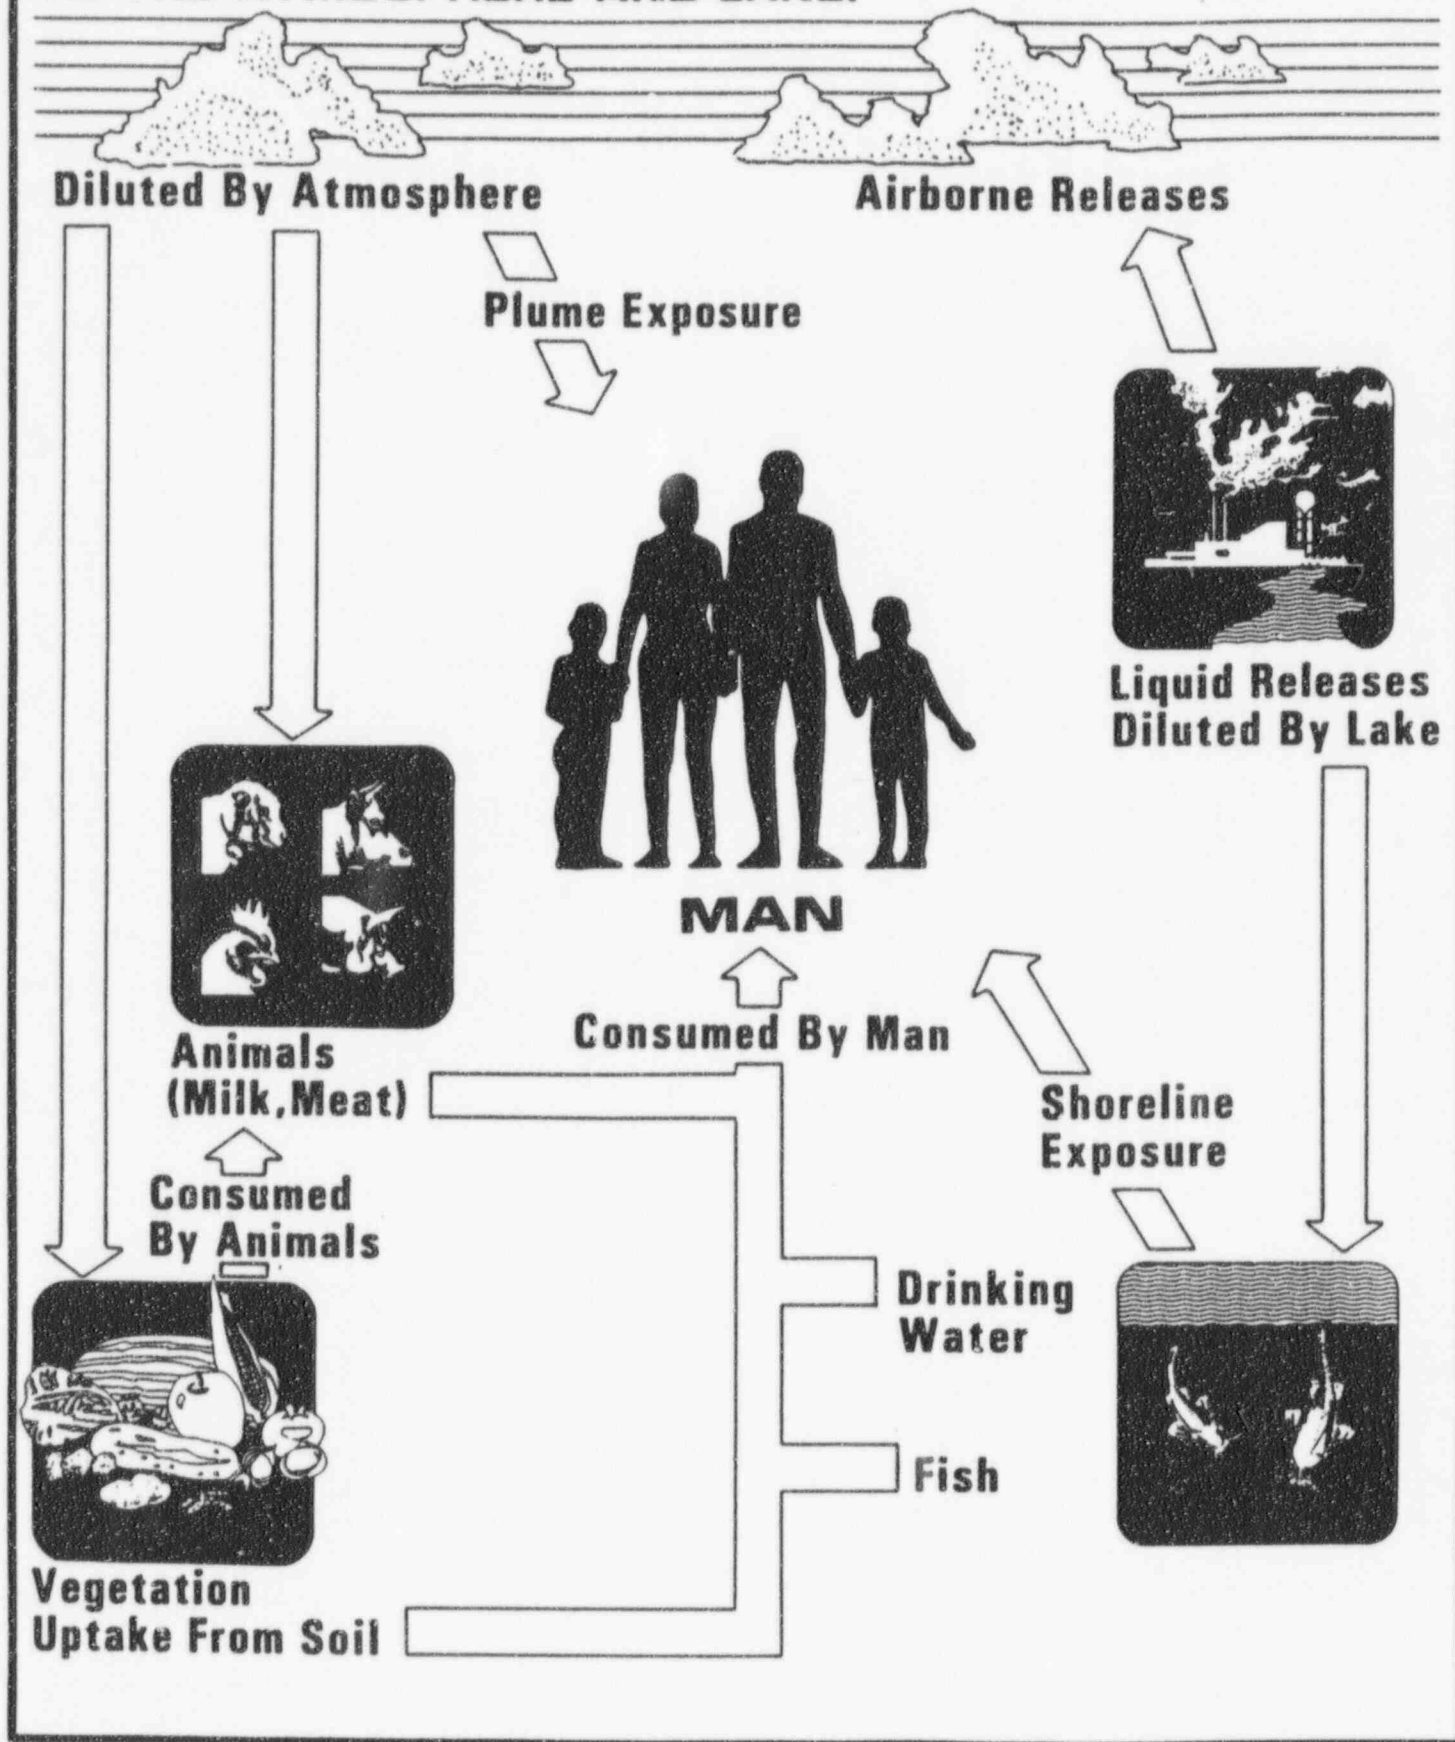 Diluted By Atmosphere
Airborne Releases
Plume Exposure
Liquid Releases
Diluted By Lake
MAN
Consumed By Man
Animals
(Milk,Meat)
Shoreline
Exposure
Consumed
By Animals
Drinking
Water
Fish
Vegetation
Uptake From Soil